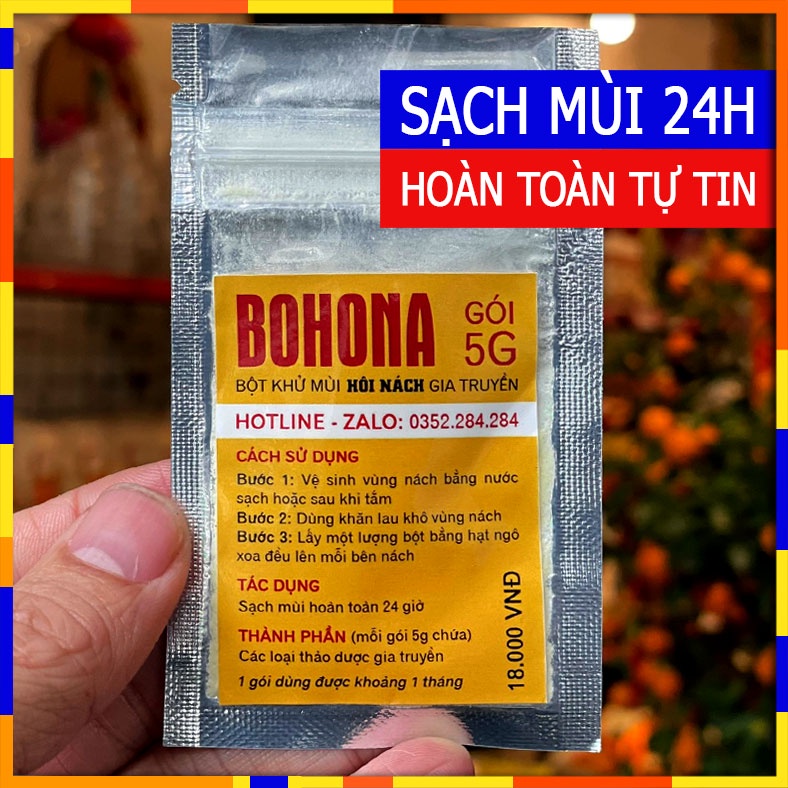 SẠCH MÙI 24H
HOÀN TOÀN TỰ TIN
BOHONA
GÓI
5G
BỘT KHỬ MÙI HÔI NÁCH GIA TRUYỀN
HOTLINE - ZALO: 0352.284.284
CÁCH SỬ DỤNG
Bước 1: Vệ sinh vùng nách bằng nước
sạch hoặc sau khi tắm
Bước 2: Dùng khăn lau khô vùng nách
Bước 3: Lấy một lượng bột bằng hạt ngô
xoa đều lên mỗi bên nách
TÁC DỤNG
Sạch mùi hoàn toàn 24 giờ
THÀNH PHẦN (mỗi gói 5g chứa)
Các loại thảo dược gia truyền
1 gói dùng được khoảng 1 tháng
18.000 VNĐ